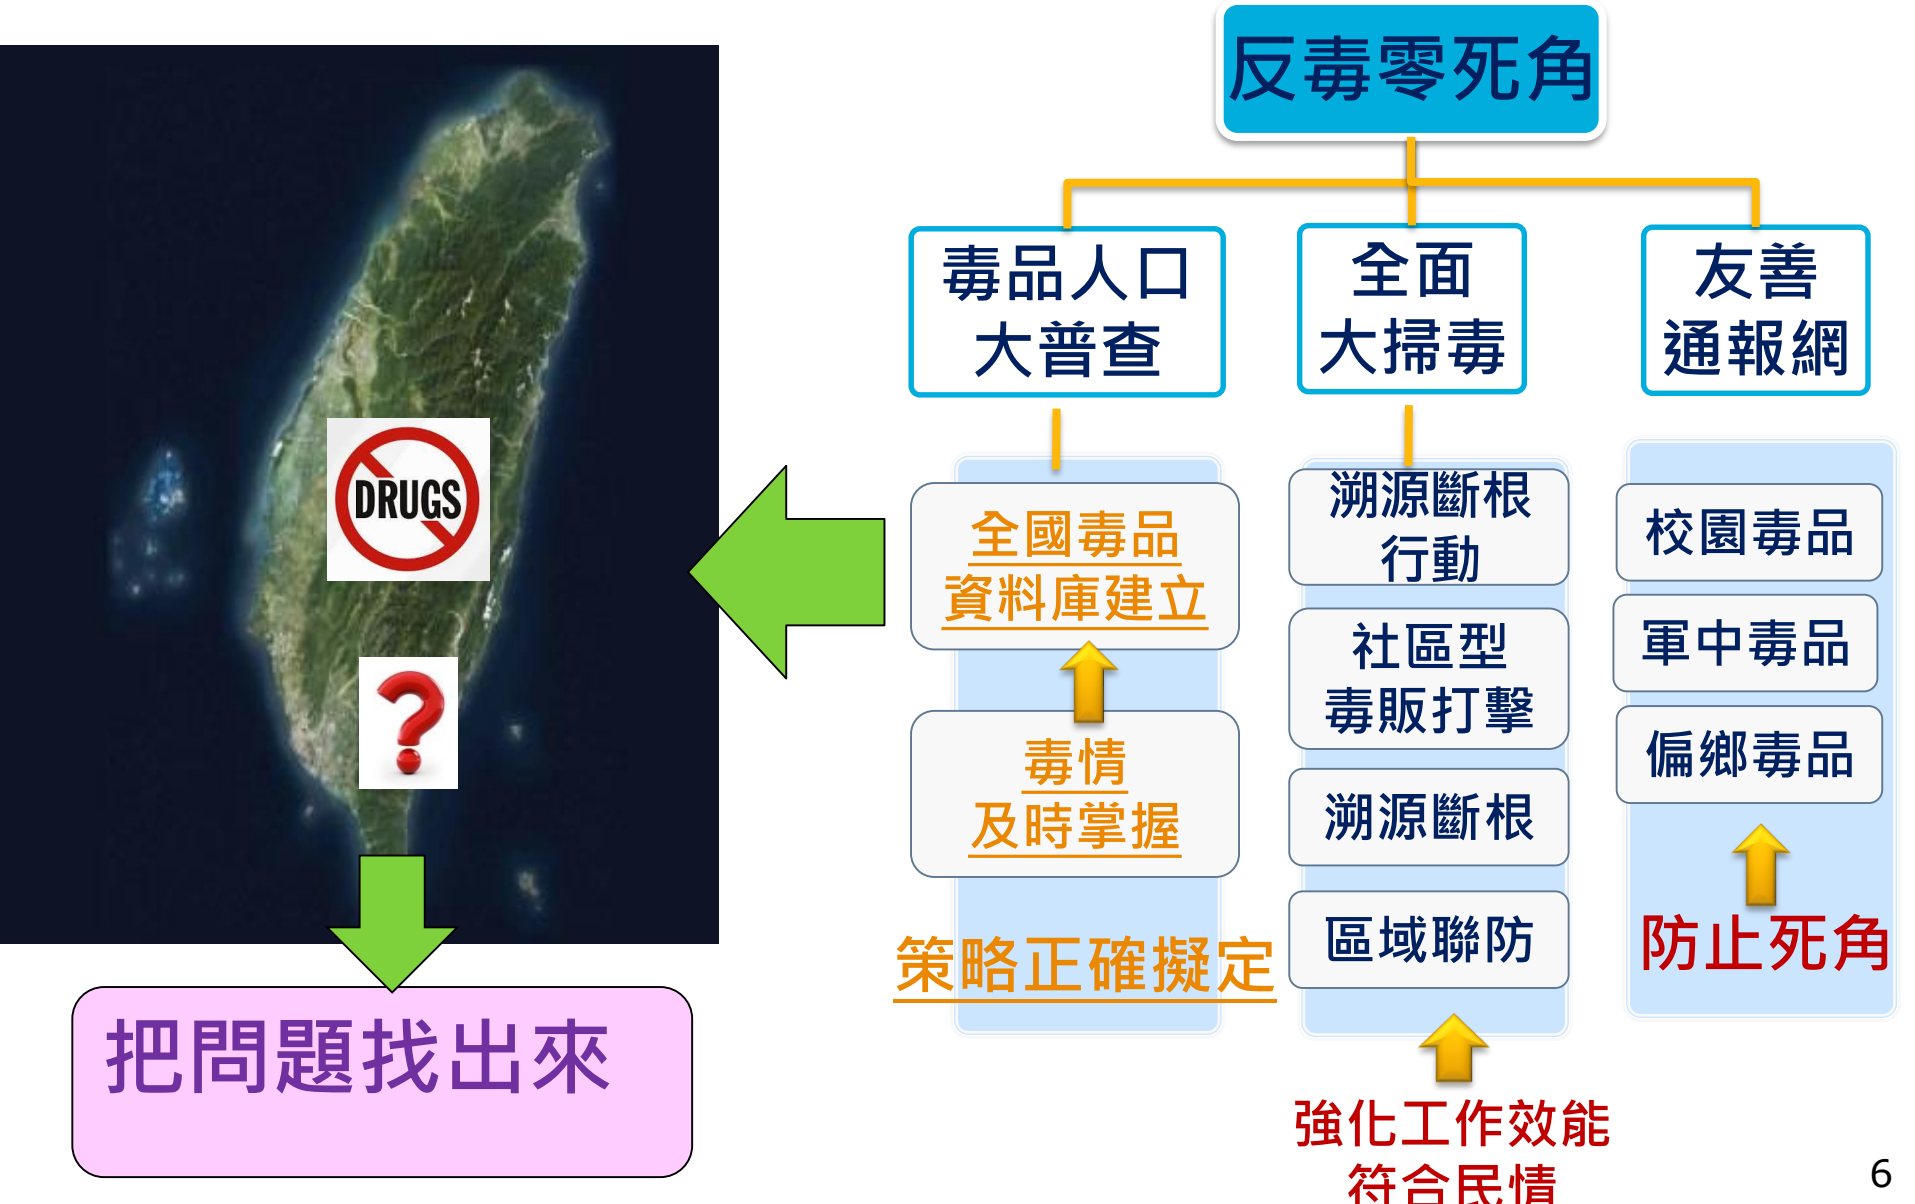 反毒零死角
毒品人口
大普查
全國毒品
資料庫建立
毒情
及時掌握
策略正確擬定
全面
大掃毒
溯源斷根
行動
社區型
毒販打擊
溯源斷根
區域聯防
強化工作效能
符合民情
友善
通報網
校園毒品
軍中毒品
偏鄉毒品
防止死角
DRUGS
?
把問題找出來
6